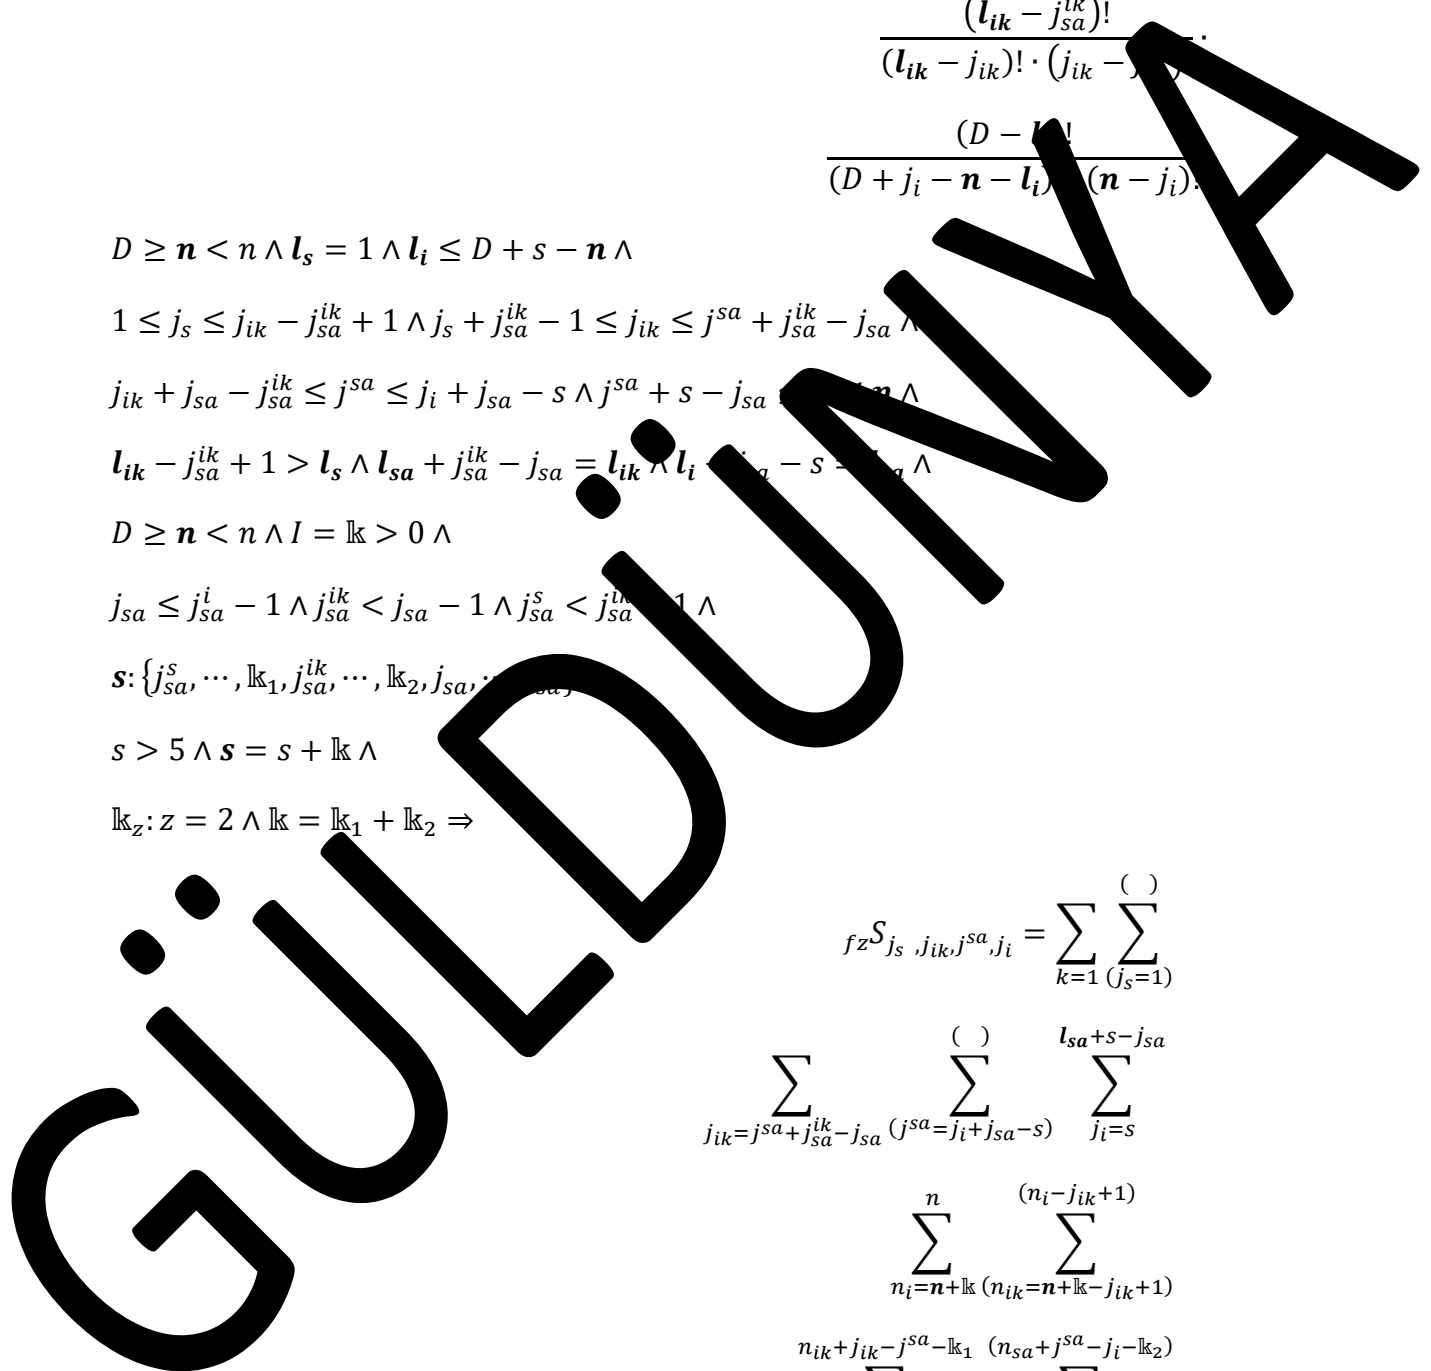 (l_ik − j_sa^ik)!
(l_ik − j_ik)! · (j_ik −
(D − !
(D + j_i − n − l_i) (n − j_i)!
D ≥ n < n ∧ l_s = 1 ∧ l_i ≤ D + s − n ∧
1 ≤ j_s ≤ j_ik − j_sa^ik + 1 ∧ j_s + j_sa^ik − 1 ≤ j_ik ≤ j^sa + j_sa^ik − j_sa ∧
j_ik + j_sa − j_sa^ik ≤ j^sa ≤ j_i + j_sa − s ∧ j^sa + s − j_sa n ∧
l_ik − j_sa^ik + 1 > l_s ∧ l_sa + j_sa^ik − j_sa = l_ik ∧ l_i − s ∧
D ≥ n < n ∧ I = 𝕜 > 0 ∧
j_sa ≤ j_sa^i − 1 ∧ j_sa^ik < j_sa − 1 ∧ j_sa^s < j_sa^ik 1 ∧
s: {j_sa^s, ⋯ , 𝕜_1, j_sa^ik, ⋯ , 𝕜_2, j_sa,
s > 5 ∧ s = s + 𝕜 ∧
𝕜_z: z = 2 ∧ 𝕜 = 𝕜_1 + 𝕜_2 ⇒
( )
_fz S_{j_s ,j_ik,j^sa,j_i} = ∑ ∑
k=1 (j_s=1)
( ) l_sa+s−j_sa
∑ ∑ ∑
j_ik=j^sa+j_sa^ik−j_sa (j^sa=j_i+j_sa−s) j_i=s
n (n_i−j_ik+1)
∑ ∑
n_i=n+𝕜 (n_ik=n+𝕜−j_ik+1)
n_ik+j_ik−j^sa−𝕜_1 (n_sa+j^sa−j_i−𝕜_2)
GÜLDÜNYA